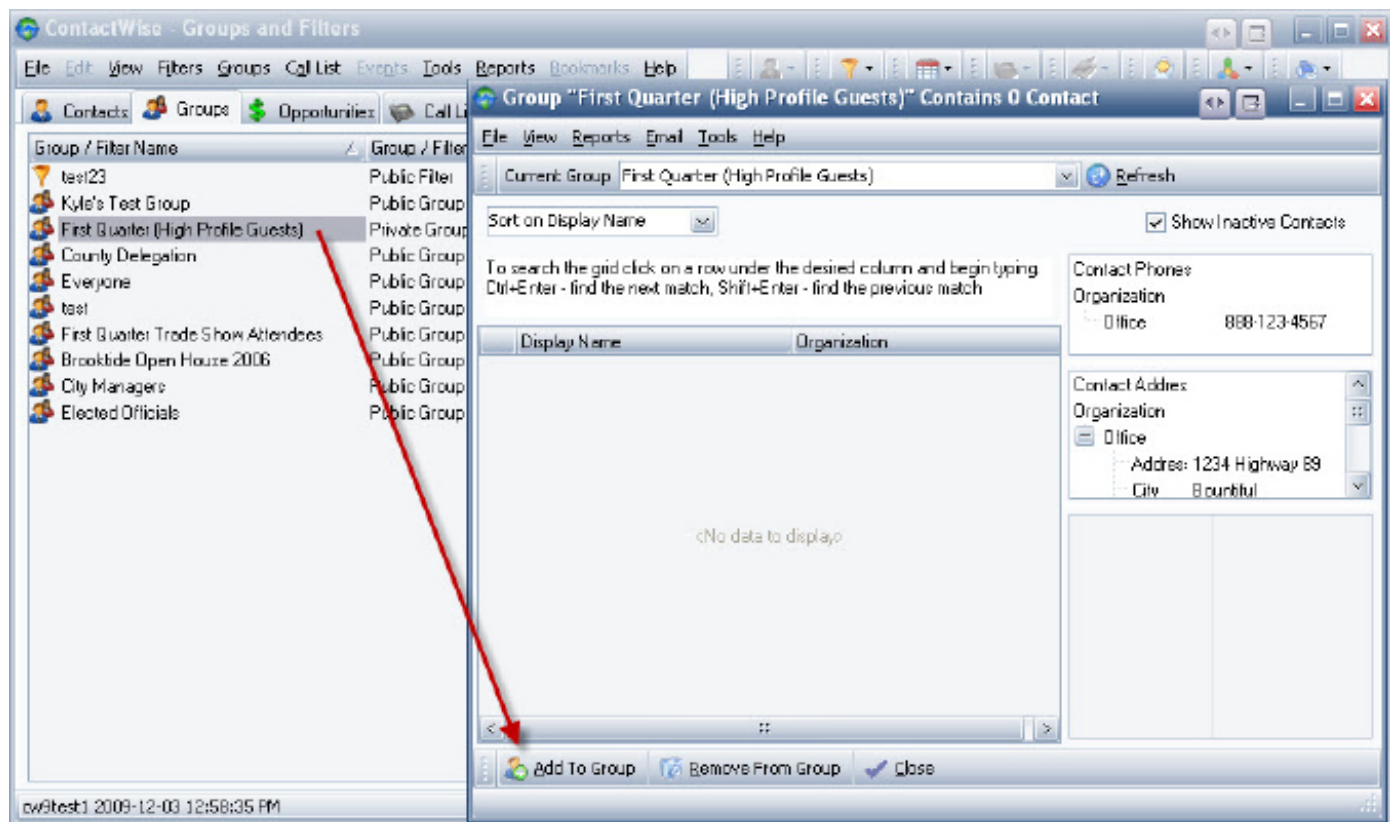 ContactWise - Groups and Filters
File Edit View Filters Groups Call List Events Tools Reports Bookmarks Help
Contacts Groups Opportunities Call Li
Group / Filter Name Group / Filter
test23 Public Filter
Kyle's Test Group Public Group
First Quarter (High Profile Guests) Private Group
County Delegation Public Group
Everyone Public Group
test Public Group
First Quarter Trade Show Attendees Public Group
Brooktide Open House 2006 Public Group
City Managers Public Group
Elected Officials Public Group
cw9test1 2009-12-03 12:58:35 PM
Group "First Quarter (High Profile Guests)" Contains 0 Contact
File View Reports Email Tools Help
Current Group First Quarter (High Profile Guests) Refresh
Sort on Display Name Show Inactive Contacts
To search the grid click on a row under the desired column and begin typing.
Ctrl+Enter - find the next match, Shift+Enter - find the previous match
Display Name Organization
<No data to display>
Contact Phones
Organization
Office 888-123-4567
Contact Addres
Organization
Office
Addres: 1234 Highway 89
City Bountiful
Add To Group Remove From Group Close